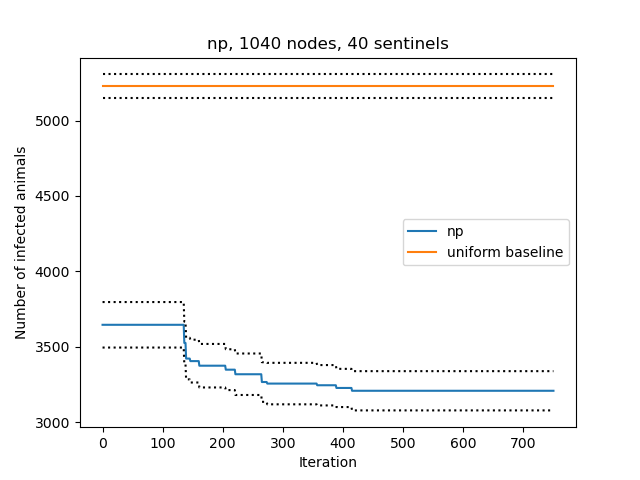 np, 1040 nodes, 40 sentinels
Number of infected animals
5000
4500
4000
3500
3000
np
uniform baseline
0 100 200 300 400 500 600 700
Iteration